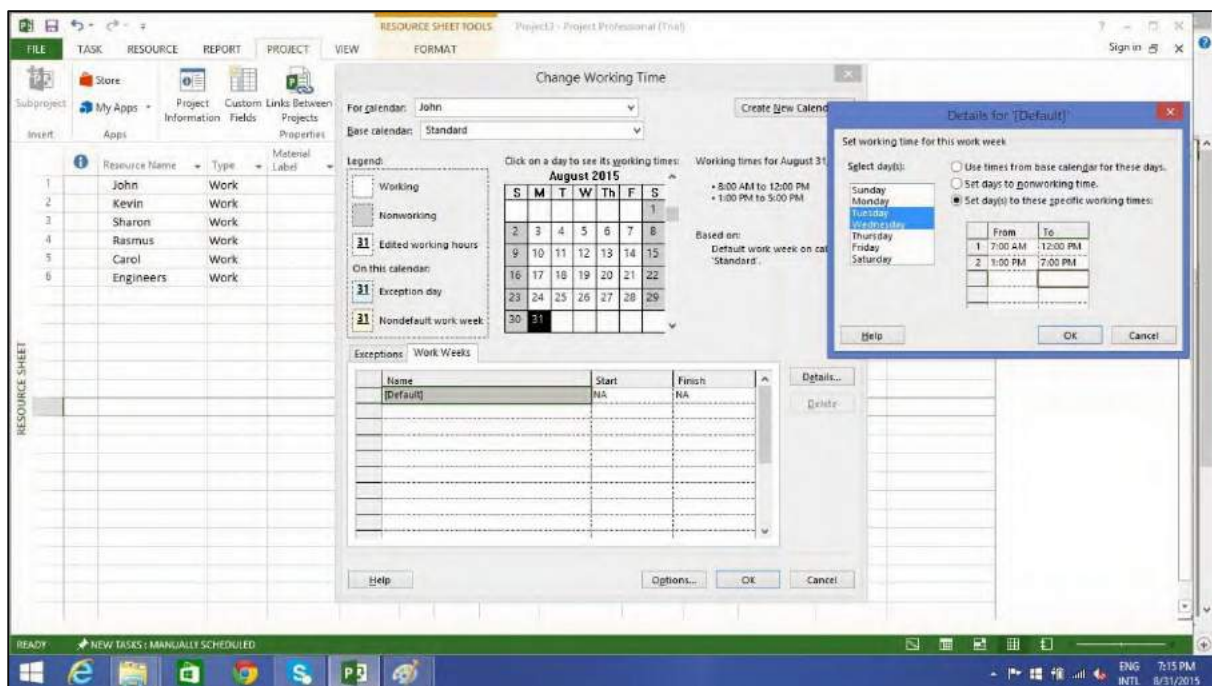 RESOURCE SHEET TOOLS
Project3 - Project Professional (Trial)
FILE TASK RESOURCE REPORT PROJECT VIEW FORMAT
Sign in
Subproject
Store
My Apps
Project Information
Custom Fields
Links Between Projects
Insert Apps Properties
Resource Name Type Material Label
1 John Work
2 Kevin Work
3 Sharon Work
4 Rasmus Work
5 Carol Work
6 Engineers Work
RESOURCE SHEET
Change Working Time
For calendar: John
Create New Calend
Base calendar: Standard
Legend:
Working
Nonworking
31 Edited working hours
On this calendar:
31 Exception day
31 Nondefault work week
Click on a day to see its working times:
August 2015
S M T W Th F S
1
2 3 4 5 6 7 8
9 10 11 12 13 14 15
16 17 18 19 20 21 22
23 24 25 26 27 28 29
30 31
Working times for August 31,
• 8:00 AM to 12:00 PM
• 1:00 PM to 5:00 PM
Based on:
Default work week on cal
'Standard'.
Exceptions Work Weeks
Name Start Finish
[Default] NA NA
Details...
Delete
Help
Options...
OK
Cancel
Details for '[Default]'
Set working time for this work week
Select day(s):
Sunday
Monday
Tuesday
Wednesday
Thursday
Friday
Saturday
Use times from base calendar for these days.
Set days to nonworking time.
Set day(s) to these specific working times:
From To
1 7:00 AM 12:00 PM
2 1:00 PM 7:00 PM
Help
OK
Cancel
READY NEW TASKS : MANUALLY SCHEDULED
ENG INTL
7:15 PM
8/31/2015